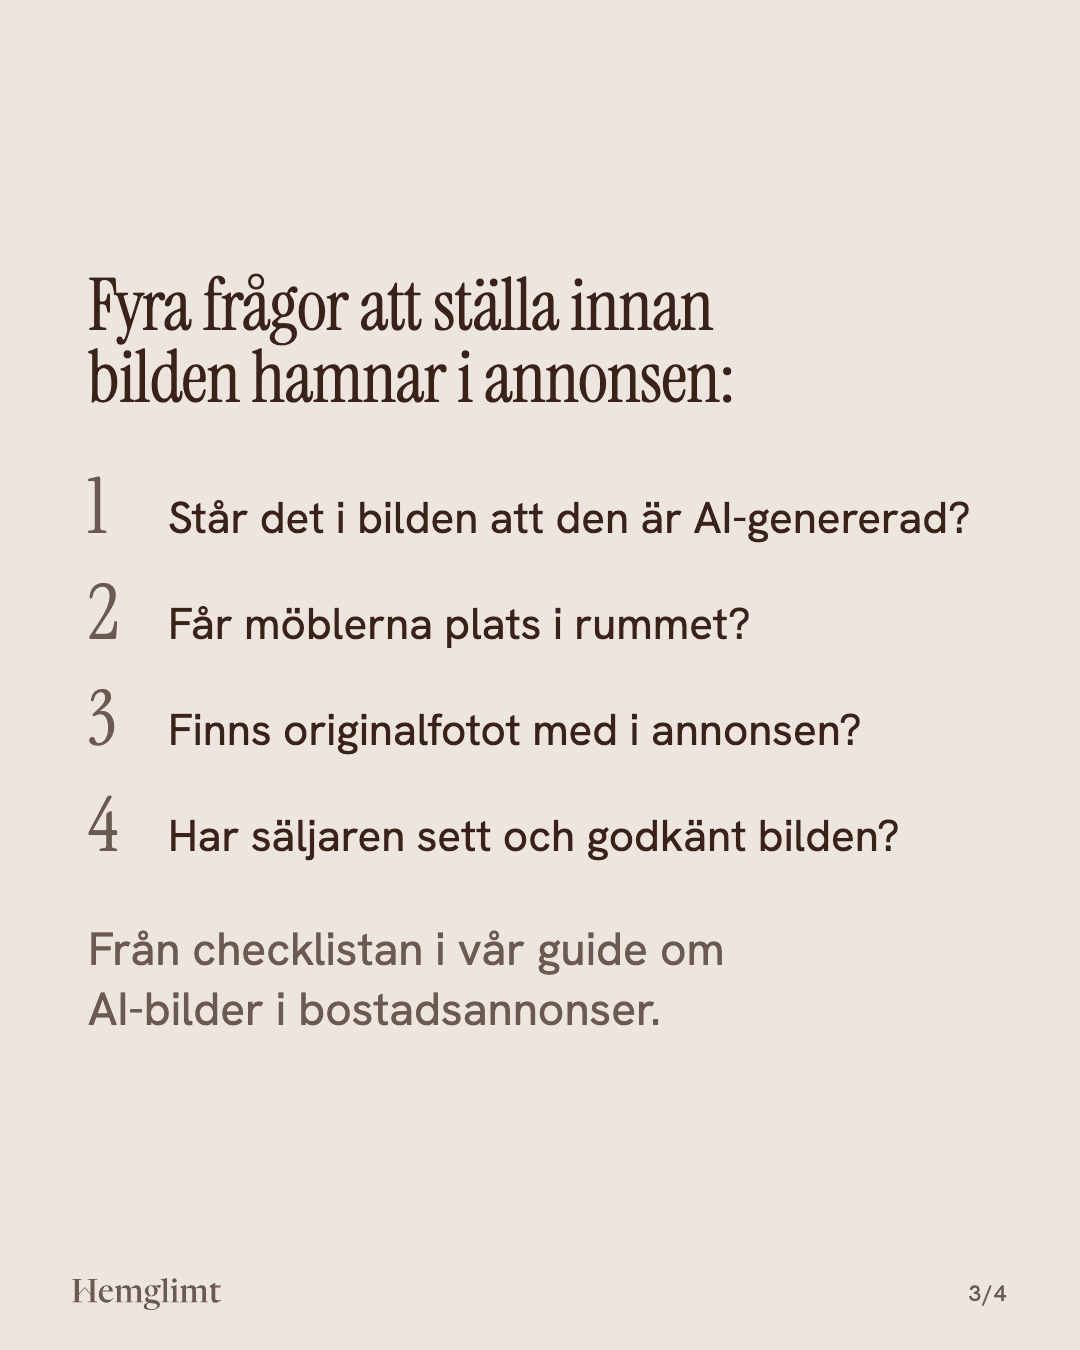 Fyra frågor att ställa innan
bilden hamnar i annonsen:
1 Står det i bilden att den är AI-genererad?
2 Får möblerna plats i rummet?
3 Finns originalfotot med i annonsen?
4 Har säljaren sett och godkänt bilden?
Från checklistan i vår guide om
AI-bilder i bostadsannonser.
Hemglimt
3/4